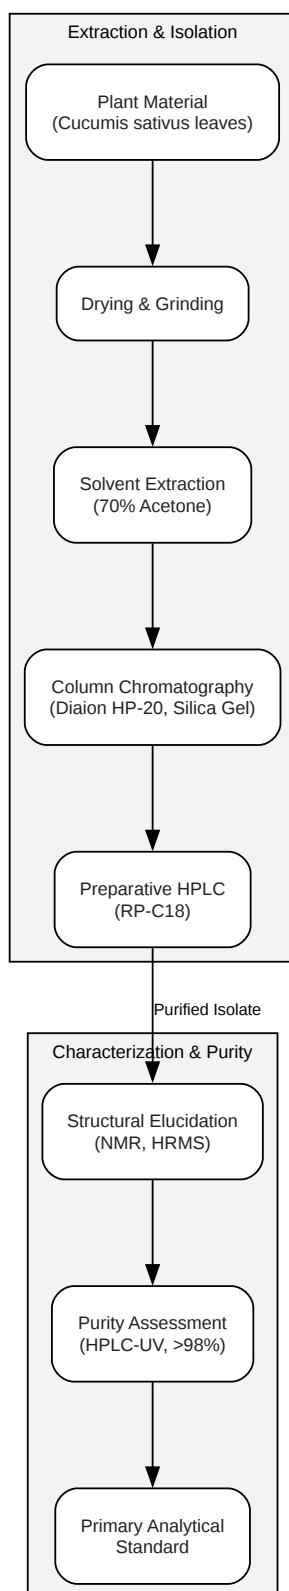 Extraction & Isolation
Plant Material
(Cucumis sativus leaves)
Drying & Grinding
Solvent Extraction
(70% Acetone)
Column Chromatography
(Diaion HP-20, Silica Gel)
Preparative HPLC
(RP-C18)
Purified Isolate
Characterization & Purity
Structural Elucidation
(NMR, HRMS)
Purity Assessment
(HPLC-UV, >98%)
Primary Analytical
Standard